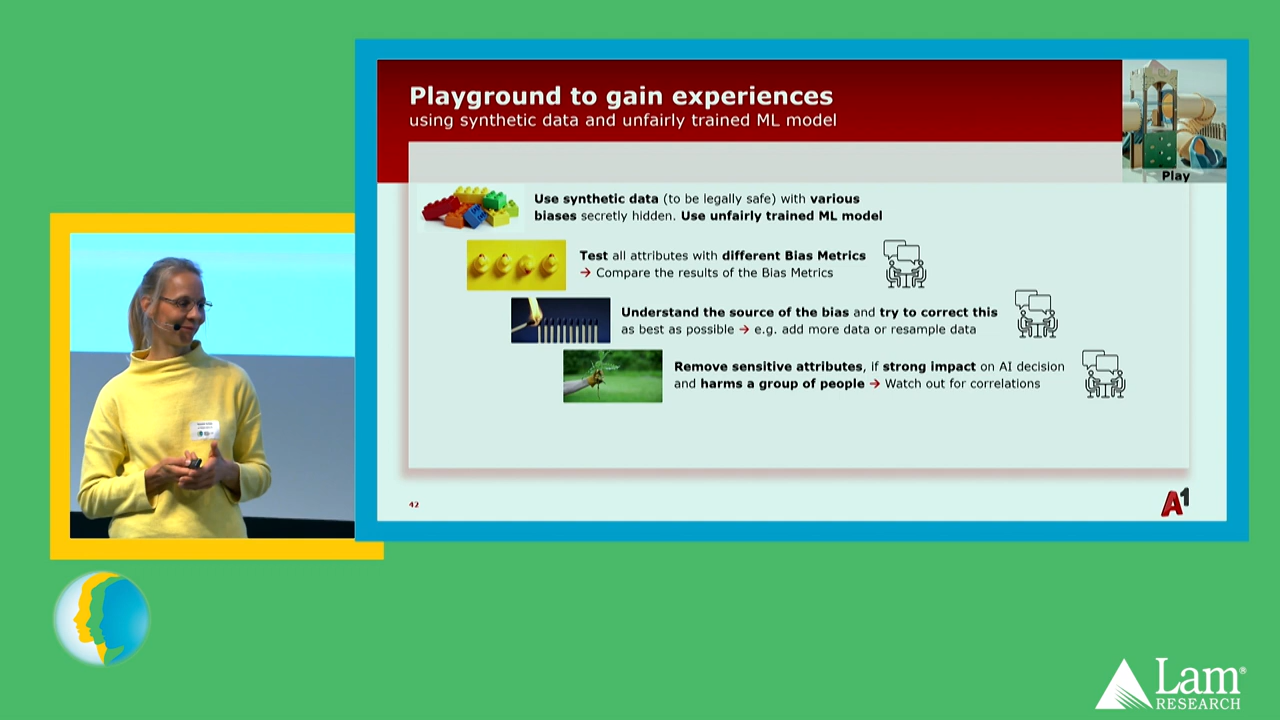 Playground to gain experiences
using synthetic data and unfairly trained ML model
Play
Use synthetic data (to be legally safe) with various
biases secretly hidden. Use unfairly trained ML model
Test all attributes with different Bias Metrics
→ Compare the results of the Bias Metrics
Understand the source of the bias and try to correct this
as best as possible → e.g. add more data or resample data
Remove sensitive attributes, if strong impact on AI decision
and harms a group of people → Watch out for correlations
42
A1
Lam®
RESEARCH